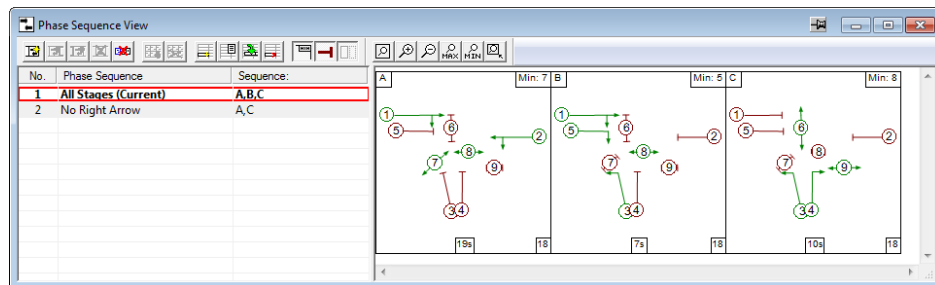 Phase Sequence View
MAX MIN
No. Phase Sequence Sequence:
1 All Stages (Current) A,B,C
2 No Right Arrow A,C
A Min: 7 B Min: 5 C Min: 8
1 1 1
5 6 2 5 6 2 5 6 2
7 8 9 7 8 9 7 8 9
3 4 3 4 3 4
19s 18 7s 18 10s 18